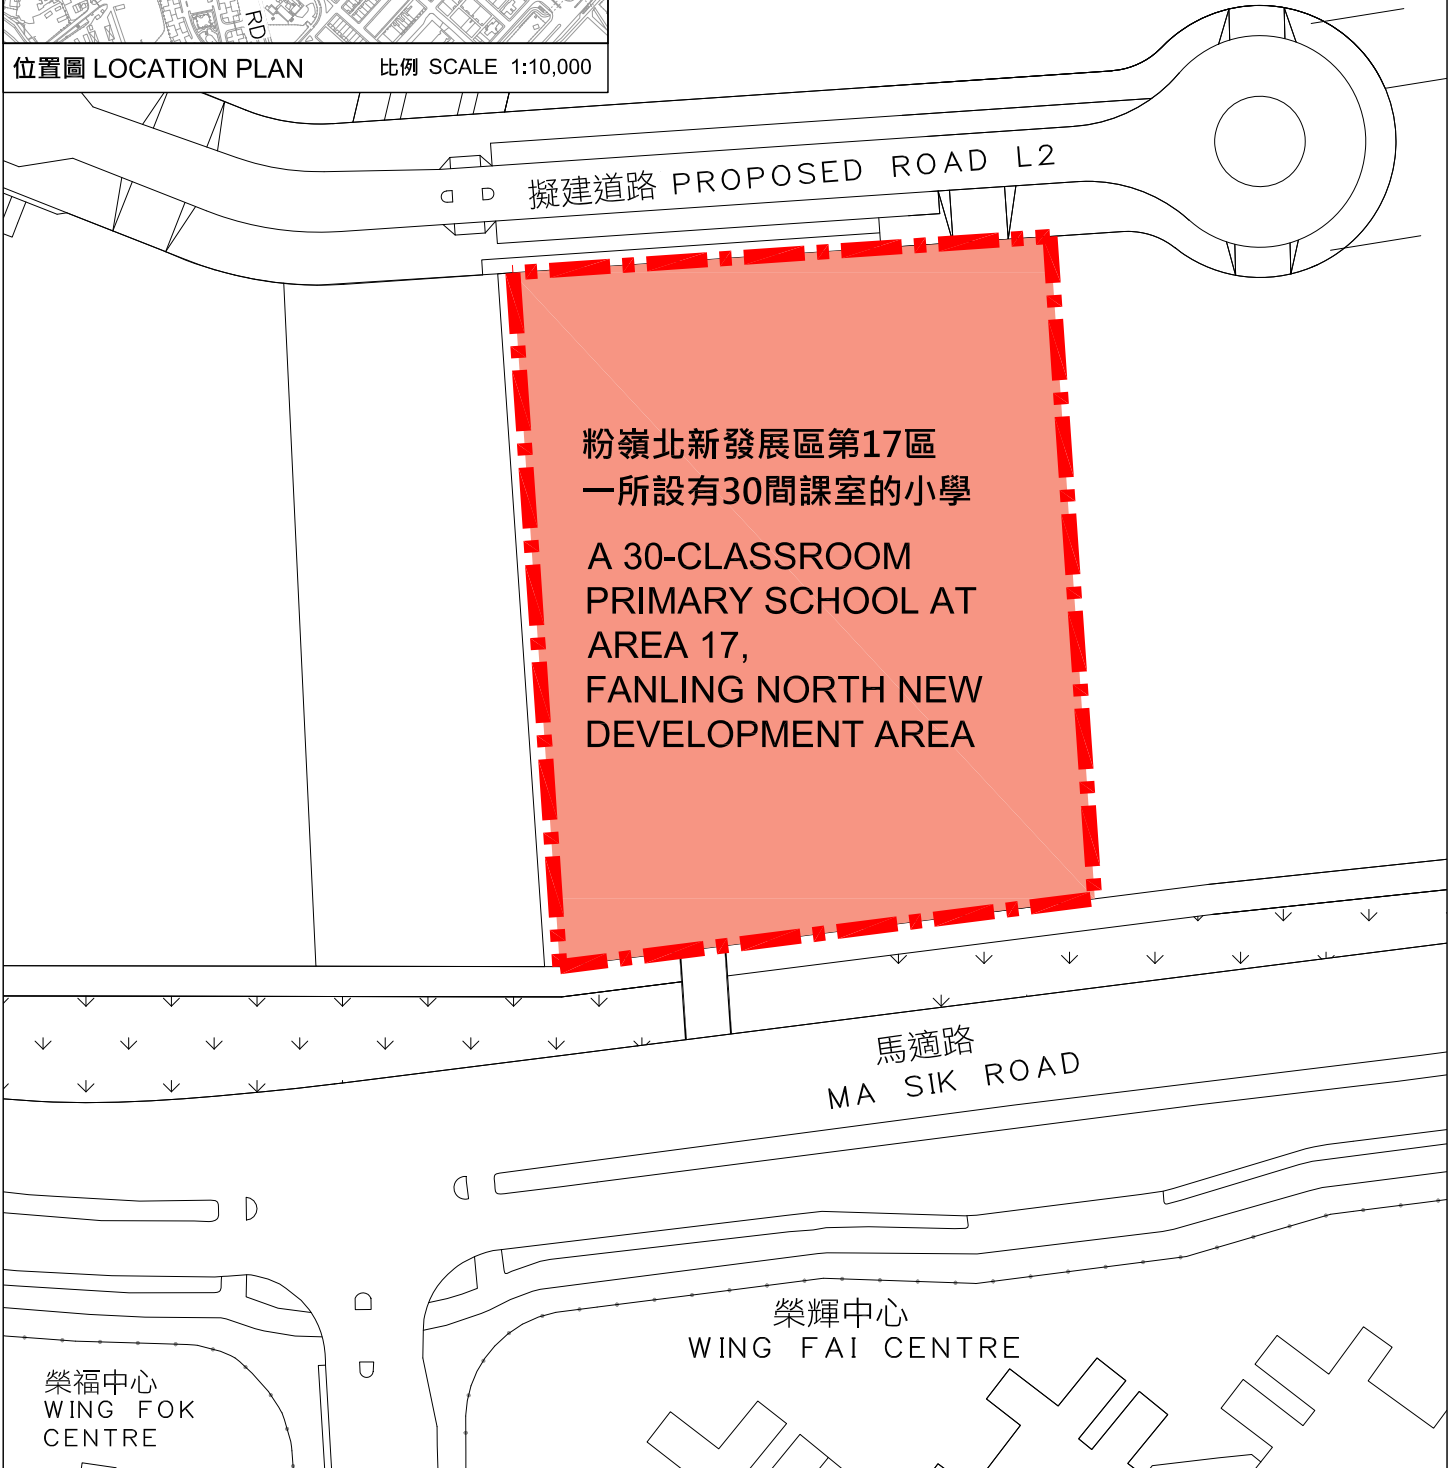 RD
位置圖 LOCATION PLAN 比例 SCALE 1:10,000
擬建道路 PROPOSED ROAD L2
粉嶺北新發展區第17區
一所設有30間課室的小學
A 30-CLASSROOM
PRIMARY SCHOOL AT
AREA 17,
FANLING NORTH NEW
DEVELOPMENT AREA
馬適路
MA SIK ROAD
榮輝中心
WING FAI CENTRE
榮福中心
WING FOK
CENTRE